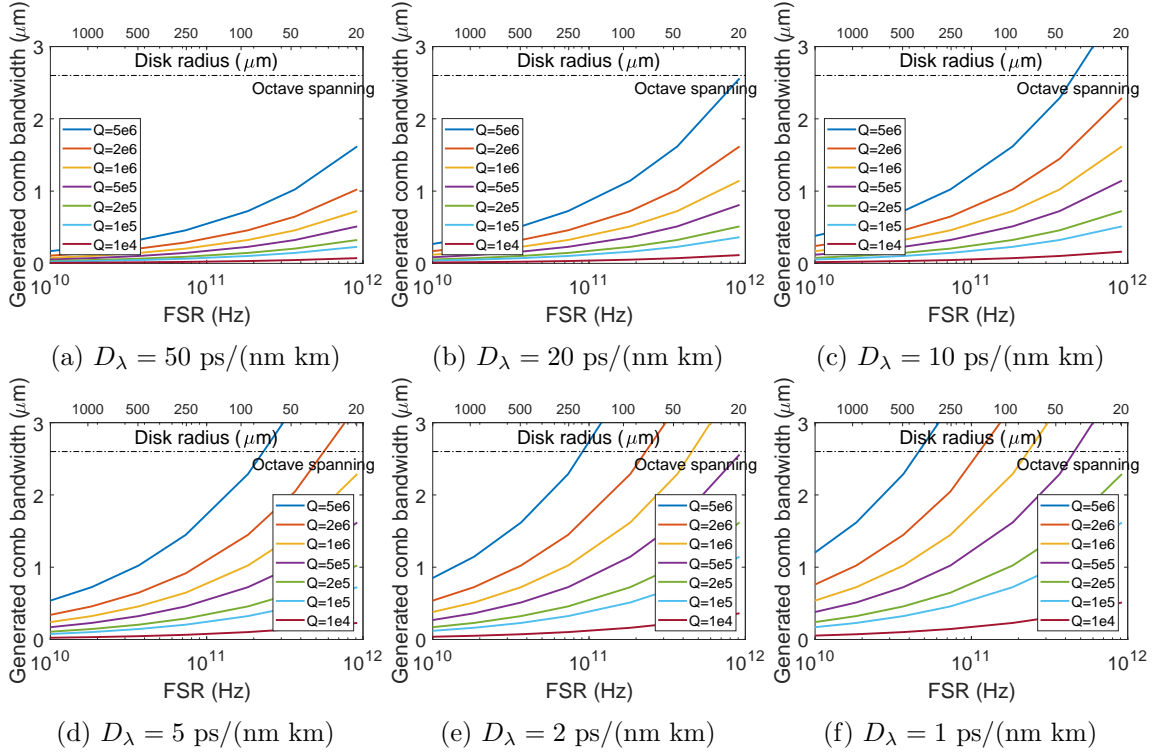 1000 500 250 100 50 20
Generated comb bandwidth (μm)
3
2
1
0
Disk radius (μm)
Octave spanning
Q=5e6
Q=2e6
Q=1e6
Q=5e5
Q=2e5
Q=1e5
Q=1e4
10^10 10^11 10^12
FSR (Hz)
(a) D_λ = 50 ps/(nm km)
1000 500 250 100 50 20
Generated comb bandwidth (μm)
3
2
1
0
Disk radius (μm)
Octave spanning
Q=5e6
Q=2e6
Q=1e6
Q=5e5
Q=2e5
Q=1e5
Q=1e4
10^10 10^11 10^12
FSR (Hz)
(b) D_λ = 20 ps/(nm km)
1000 500 250 100 50 20
Generated comb bandwidth (μm)
3
2
1
0
Disk radius (μm)
Octave spanning
Q=5e6
Q=2e6
Q=1e6
Q=5e5
Q=2e5
Q=1e5
Q=1e4
10^10 10^11 10^12
FSR (Hz)
(c) D_λ = 10 ps/(nm km)
1000 500 250 100 50 20
Generated comb bandwidth (μm)
3
2
1
0
Disk radius (μm)
Octave spanning
Q=5e6
Q=2e6
Q=1e6
Q=5e5
Q=2e5
Q=1e5
Q=1e4
10^10 10^11 10^12
FSR (Hz)
(d) D_λ = 5 ps/(nm km)
1000 500 250 100 50 20
Generated comb bandwidth (μm)
3
2
1
0
Disk radius (μm)
Octave spanning
Q=5e6
Q=2e6
Q=1e6
Q=5e5
Q=2e5
Q=1e5
Q=1e4
10^10 10^11 10^12
FSR (Hz)
(e) D_λ = 2 ps/(nm km)
1000 500 250 100 50 20
Generated comb bandwidth (μm)
3
2
1
0
Disk radius (μm)
Octave spanning
Q=5e6
Q=2e6
Q=1e6
Q=5e5
Q=2e5
Q=1e5
Q=1e4
10^10 10^11 10^12
FSR (Hz)
(f) D_λ = 1 ps/(nm km)